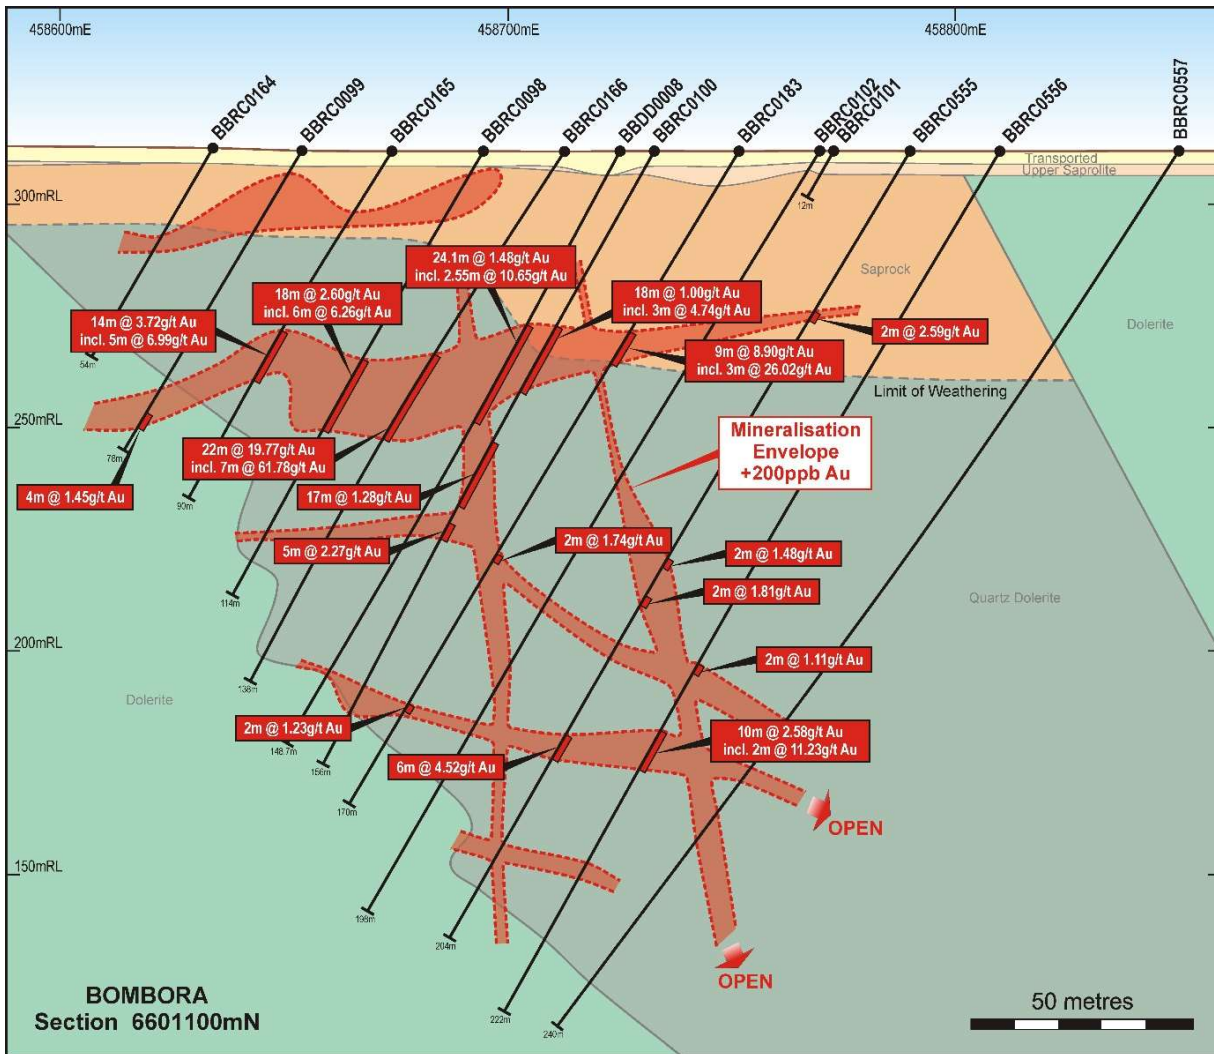 458600mE
458700mE
458800mE
BBRC0164
BBRC0099
BBRC0165
BBRC0098
BBRC0166
BBDD0008
BBRC0100
BBRC0183
BBRC0102
BBRC0101
BBRC0555
BBRC0556
BBRC0557
Transported
Upper Saprolite
300mRL
12m
24.1m @ 1.48g/t Au
incl. 2.55m @ 10.65g/t Au
Saprock
18m @ 2.60g/t Au
incl. 6m @ 6.26g/t Au
18m @ 1.00g/t Au
incl. 3m @ 4.74g/t Au
14m @ 3.72g/t Au
incl. 5m @ 6.99g/t Au
2m @ 2.59g/t Au
Dolerite
9m @ 8.90g/t Au
incl. 3m @ 26.02g/t Au
54m
Limit of Weathering
250mRL
Mineralisation
Envelope
+200ppb Au
22m @ 19.77g/t Au
incl. 7m @ 61.78g/t Au
78m
4m @ 1.45g/t Au
17m @ 1.28g/t Au
90m
5m @ 2.27g/t Au
2m @ 1.74g/t Au
2m @ 1.48g/t Au
2m @ 1.81g/t Au
Quartz Dolerite
114m
200mRL
2m @ 1.11g/t Au
138m
Dolerite
2m @ 1.23g/t Au
10m @ 2.58g/t Au
incl. 2m @ 11.23g/t Au
148.7m
156m
6m @ 4.52g/t Au
170m
OPEN
150mRL
198m
204m
OPEN
BOMBORA
Section 6601100mN
50 metres
222m
240m